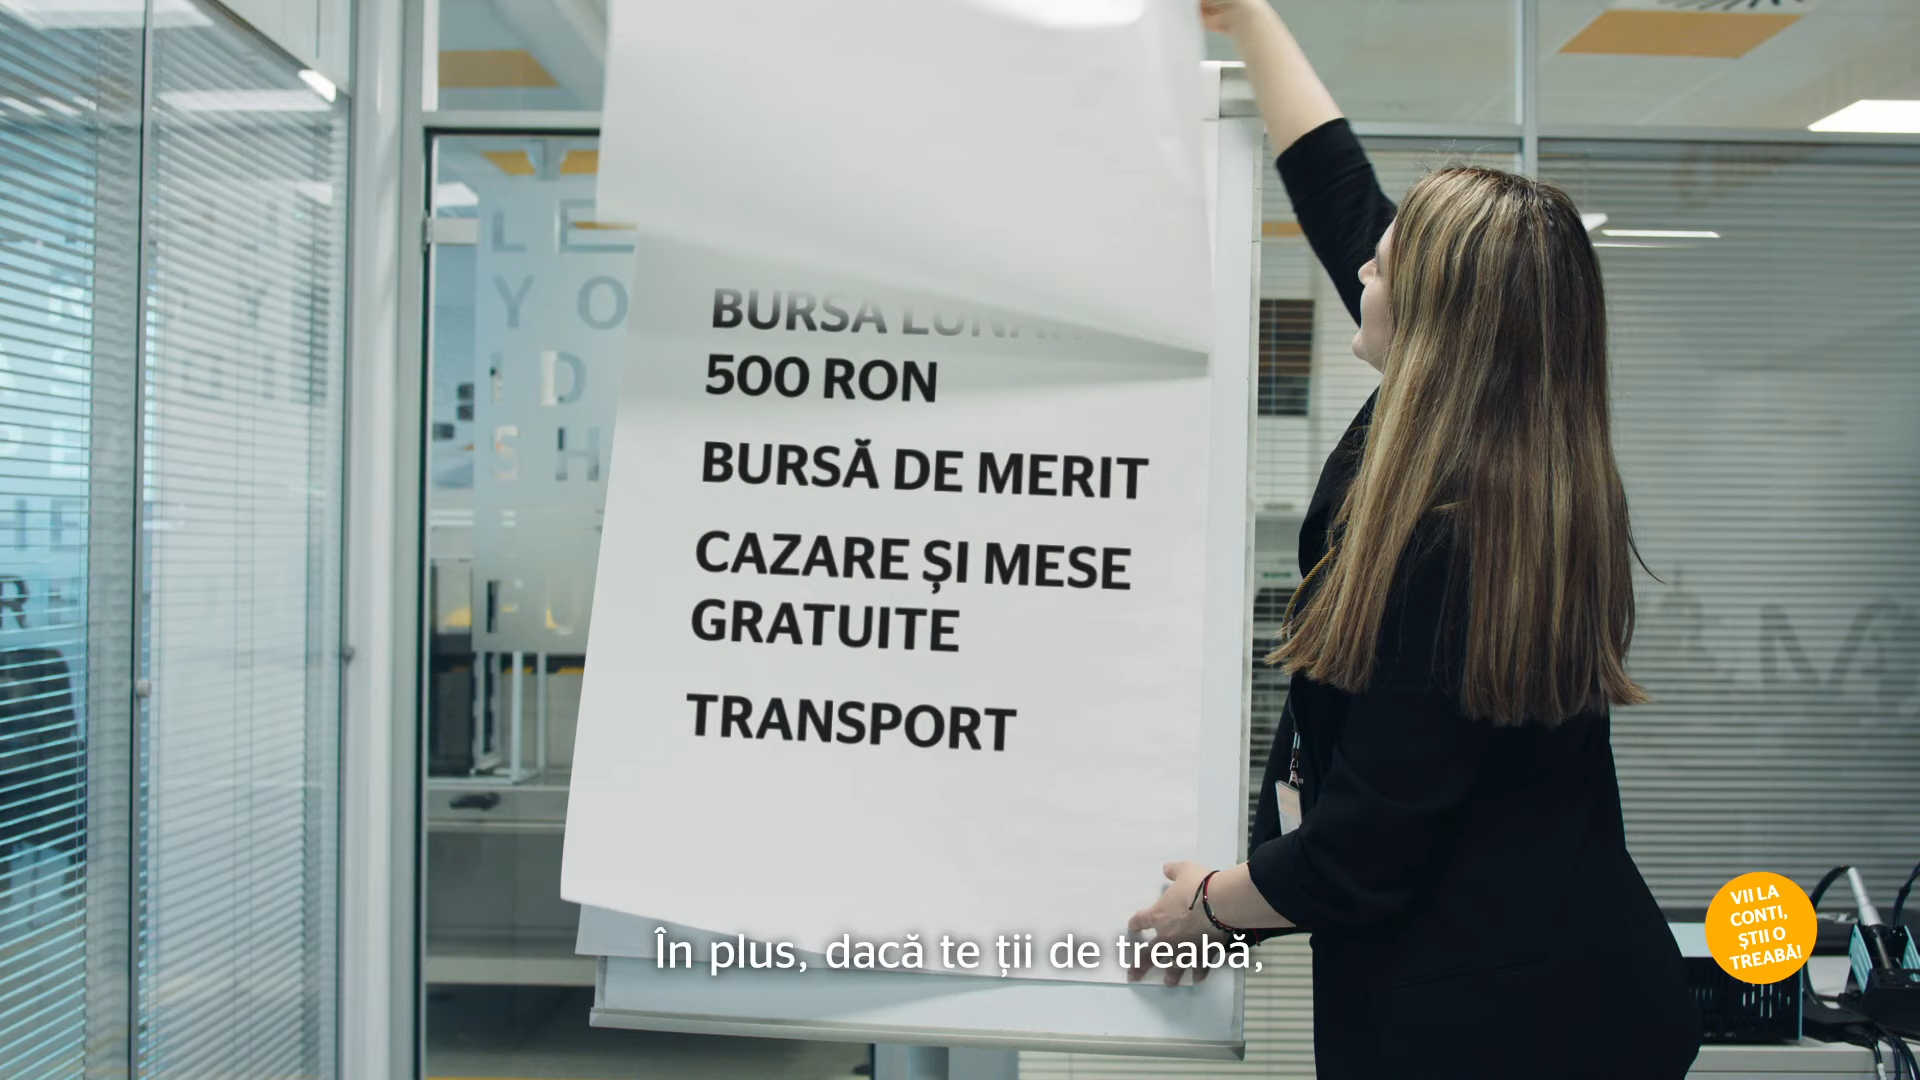 BURSA
500 RON
BURSĂ DE MERIT
CAZARE ȘI MESE
GRATUITE
TRANSPORT
În plus, dacă te ții de treabă,
VII LA
CONTI,
ȘTII O
TREABĂ!